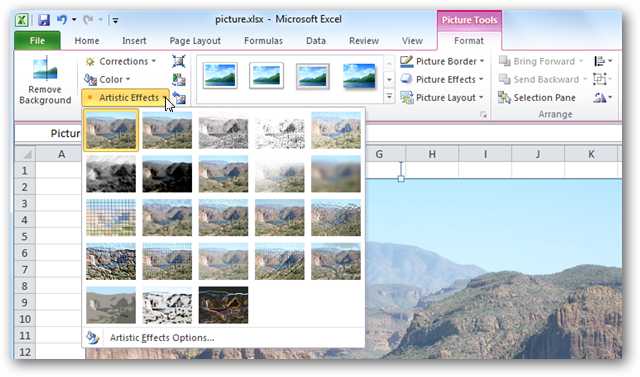 picture.xlsx - Microsoft Excel
Picture Tools
File Home Insert Page Layout Formulas Data Review View Format
Remove Background
Corrections
Color
Artistic Effects
Picture Border
Picture Effects
Picture Layout
Bring Forward
Send Backward
Selection Pane
Pictur
A G H I J K
1
2
3
4
5
6
7
8
9
10
11
12
Artistic Effects Options...